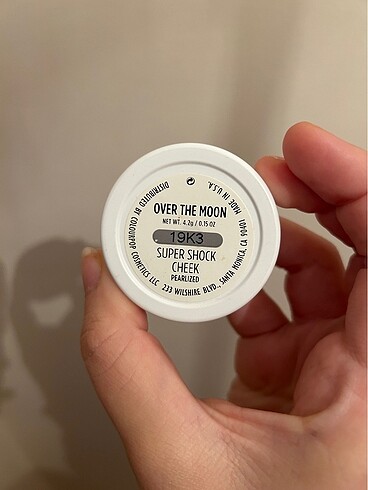 OVER THE MOON
NET WT. 4.2g / 0.15 OZ
19K3
SUPER SHOCK
CHEEK
PEARLIZED
DISTRIBUTED BY COLOURPOP COSMETICS LLC 233 WILSHIRE BLVD., SANTA MONICA, CA 90401
MADE IN U.S.A.